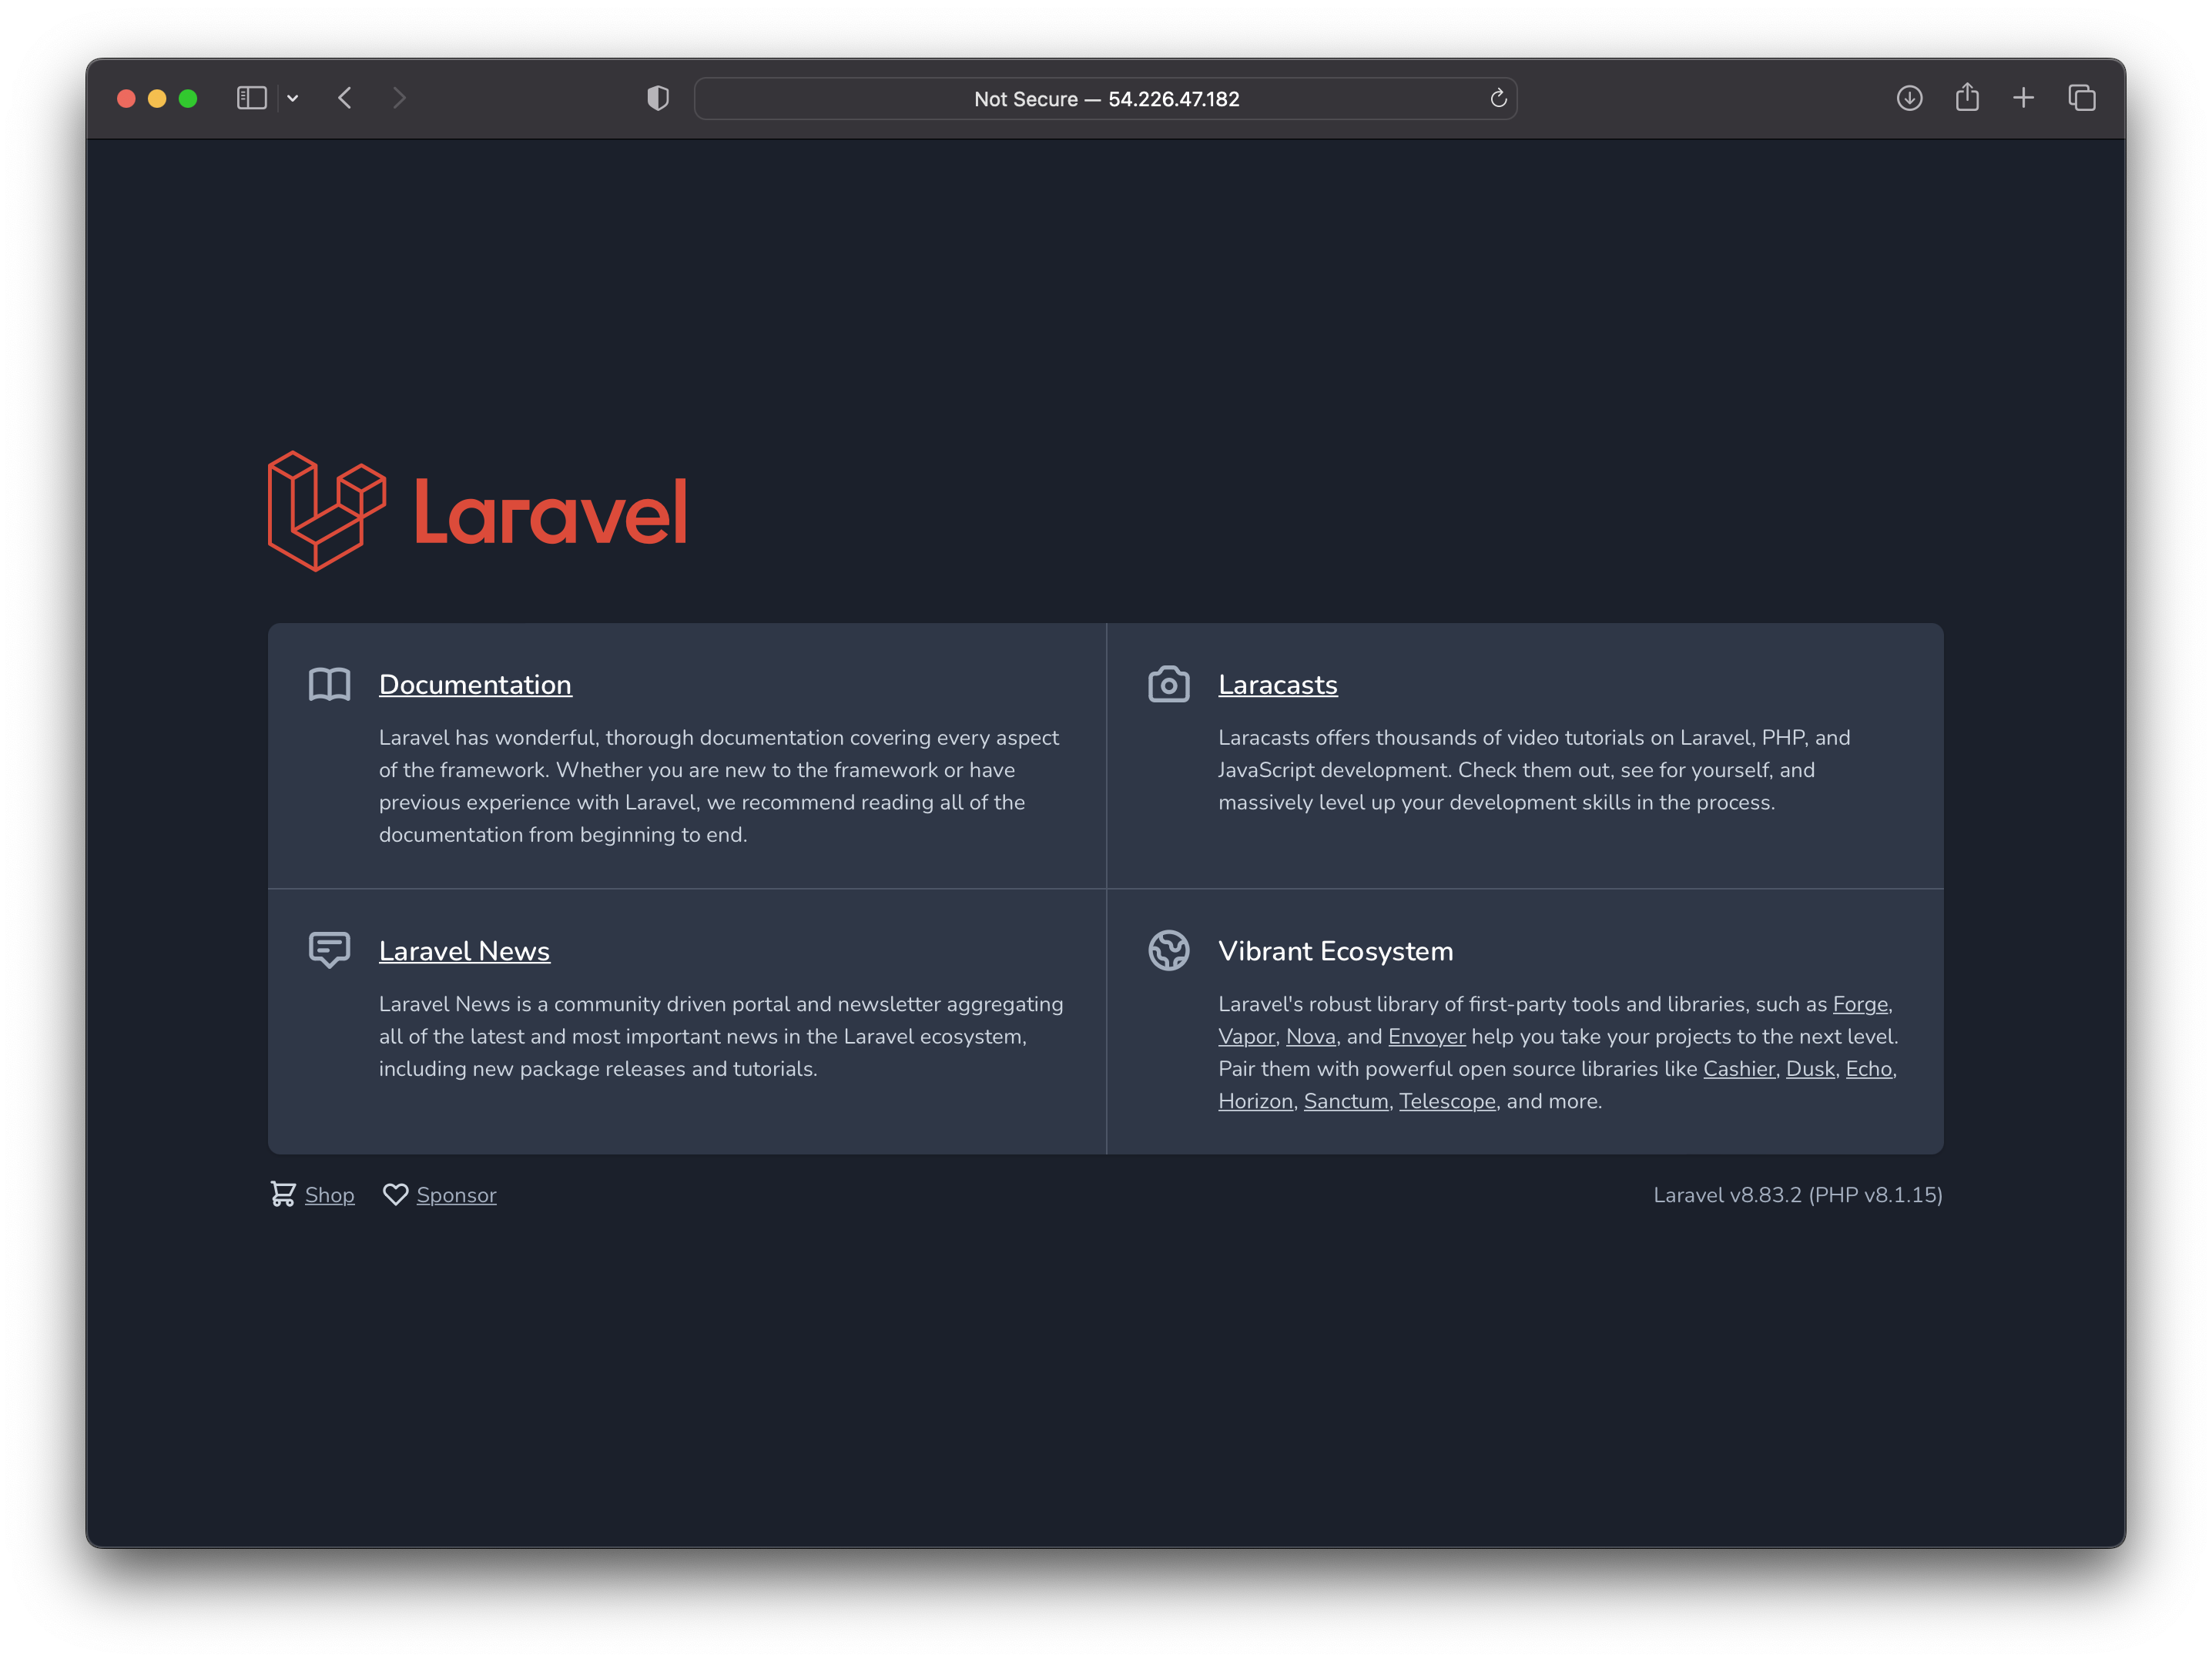 Not Secure — 54.226.47.182
Laravel
Documentation
Laravel has wonderful, thorough documentation covering every aspect
of the framework. Whether you are new to the framework or have
previous experience with Laravel, we recommend reading all of the
documentation from beginning to end.
Laracasts
Laracasts offers thousands of video tutorials on Laravel, PHP, and
JavaScript development. Check them out, see for yourself, and
massively level up your development skills in the process.
Laravel News
Laravel News is a community driven portal and newsletter aggregating
all of the latest and most important news in the Laravel ecosystem,
including new package releases and tutorials.
Vibrant Ecosystem
Laravel's robust library of first-party tools and libraries, such as Forge,
Vapor, Nova, and Envoyer help you take your projects to the next level.
Pair them with powerful open source libraries like Cashier, Dusk, Echo,
Horizon, Sanctum, Telescope, and more.
Shop Sponsor
Laravel v8.83.2 (PHP v8.1.15)